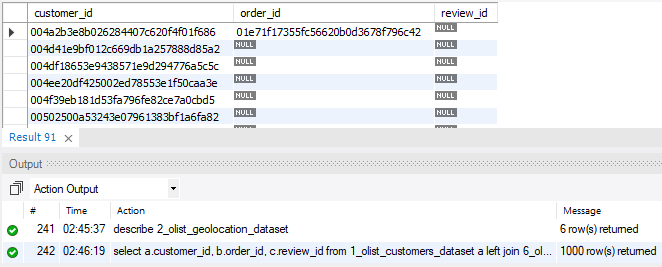 customer_id order_id review_id
004a2b3e8b026284407c620f4f01f686 01e71f17355fc56620b0d3678f796c42 NULL
004d41e9bf012c669db1a257888d85a2 NULL NULL
004df18653e9438571e9d294776a5c5c NULL NULL
004ee20df425002ed78553e1f50caa3e NULL NULL
004f39eb181d53fa796fe82ce7a0cbd5 NULL NULL
00502500a53243e07961383bf1a6fa82 NULL NULL
Result 91
Output
Action Output
# Time Action Message
241 02:45:37 describe 2_olist_geolocation_dataset 6 row(s) returned
242 02:46:19 select a.customer_id, b.order_id, c.review_id from 1_olist_customers_dataset a left join 6_ol... 1000 row(s) returned